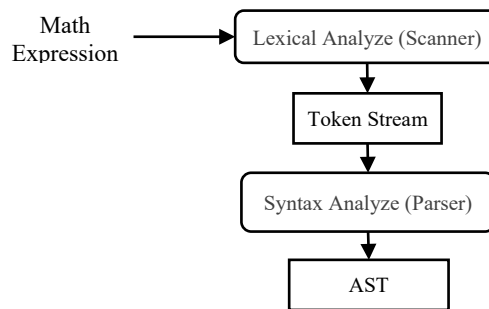 Math
Expression
Lexical Analyze (Scanner)
Token Stream
Syntax Analyze (Parser)
AST